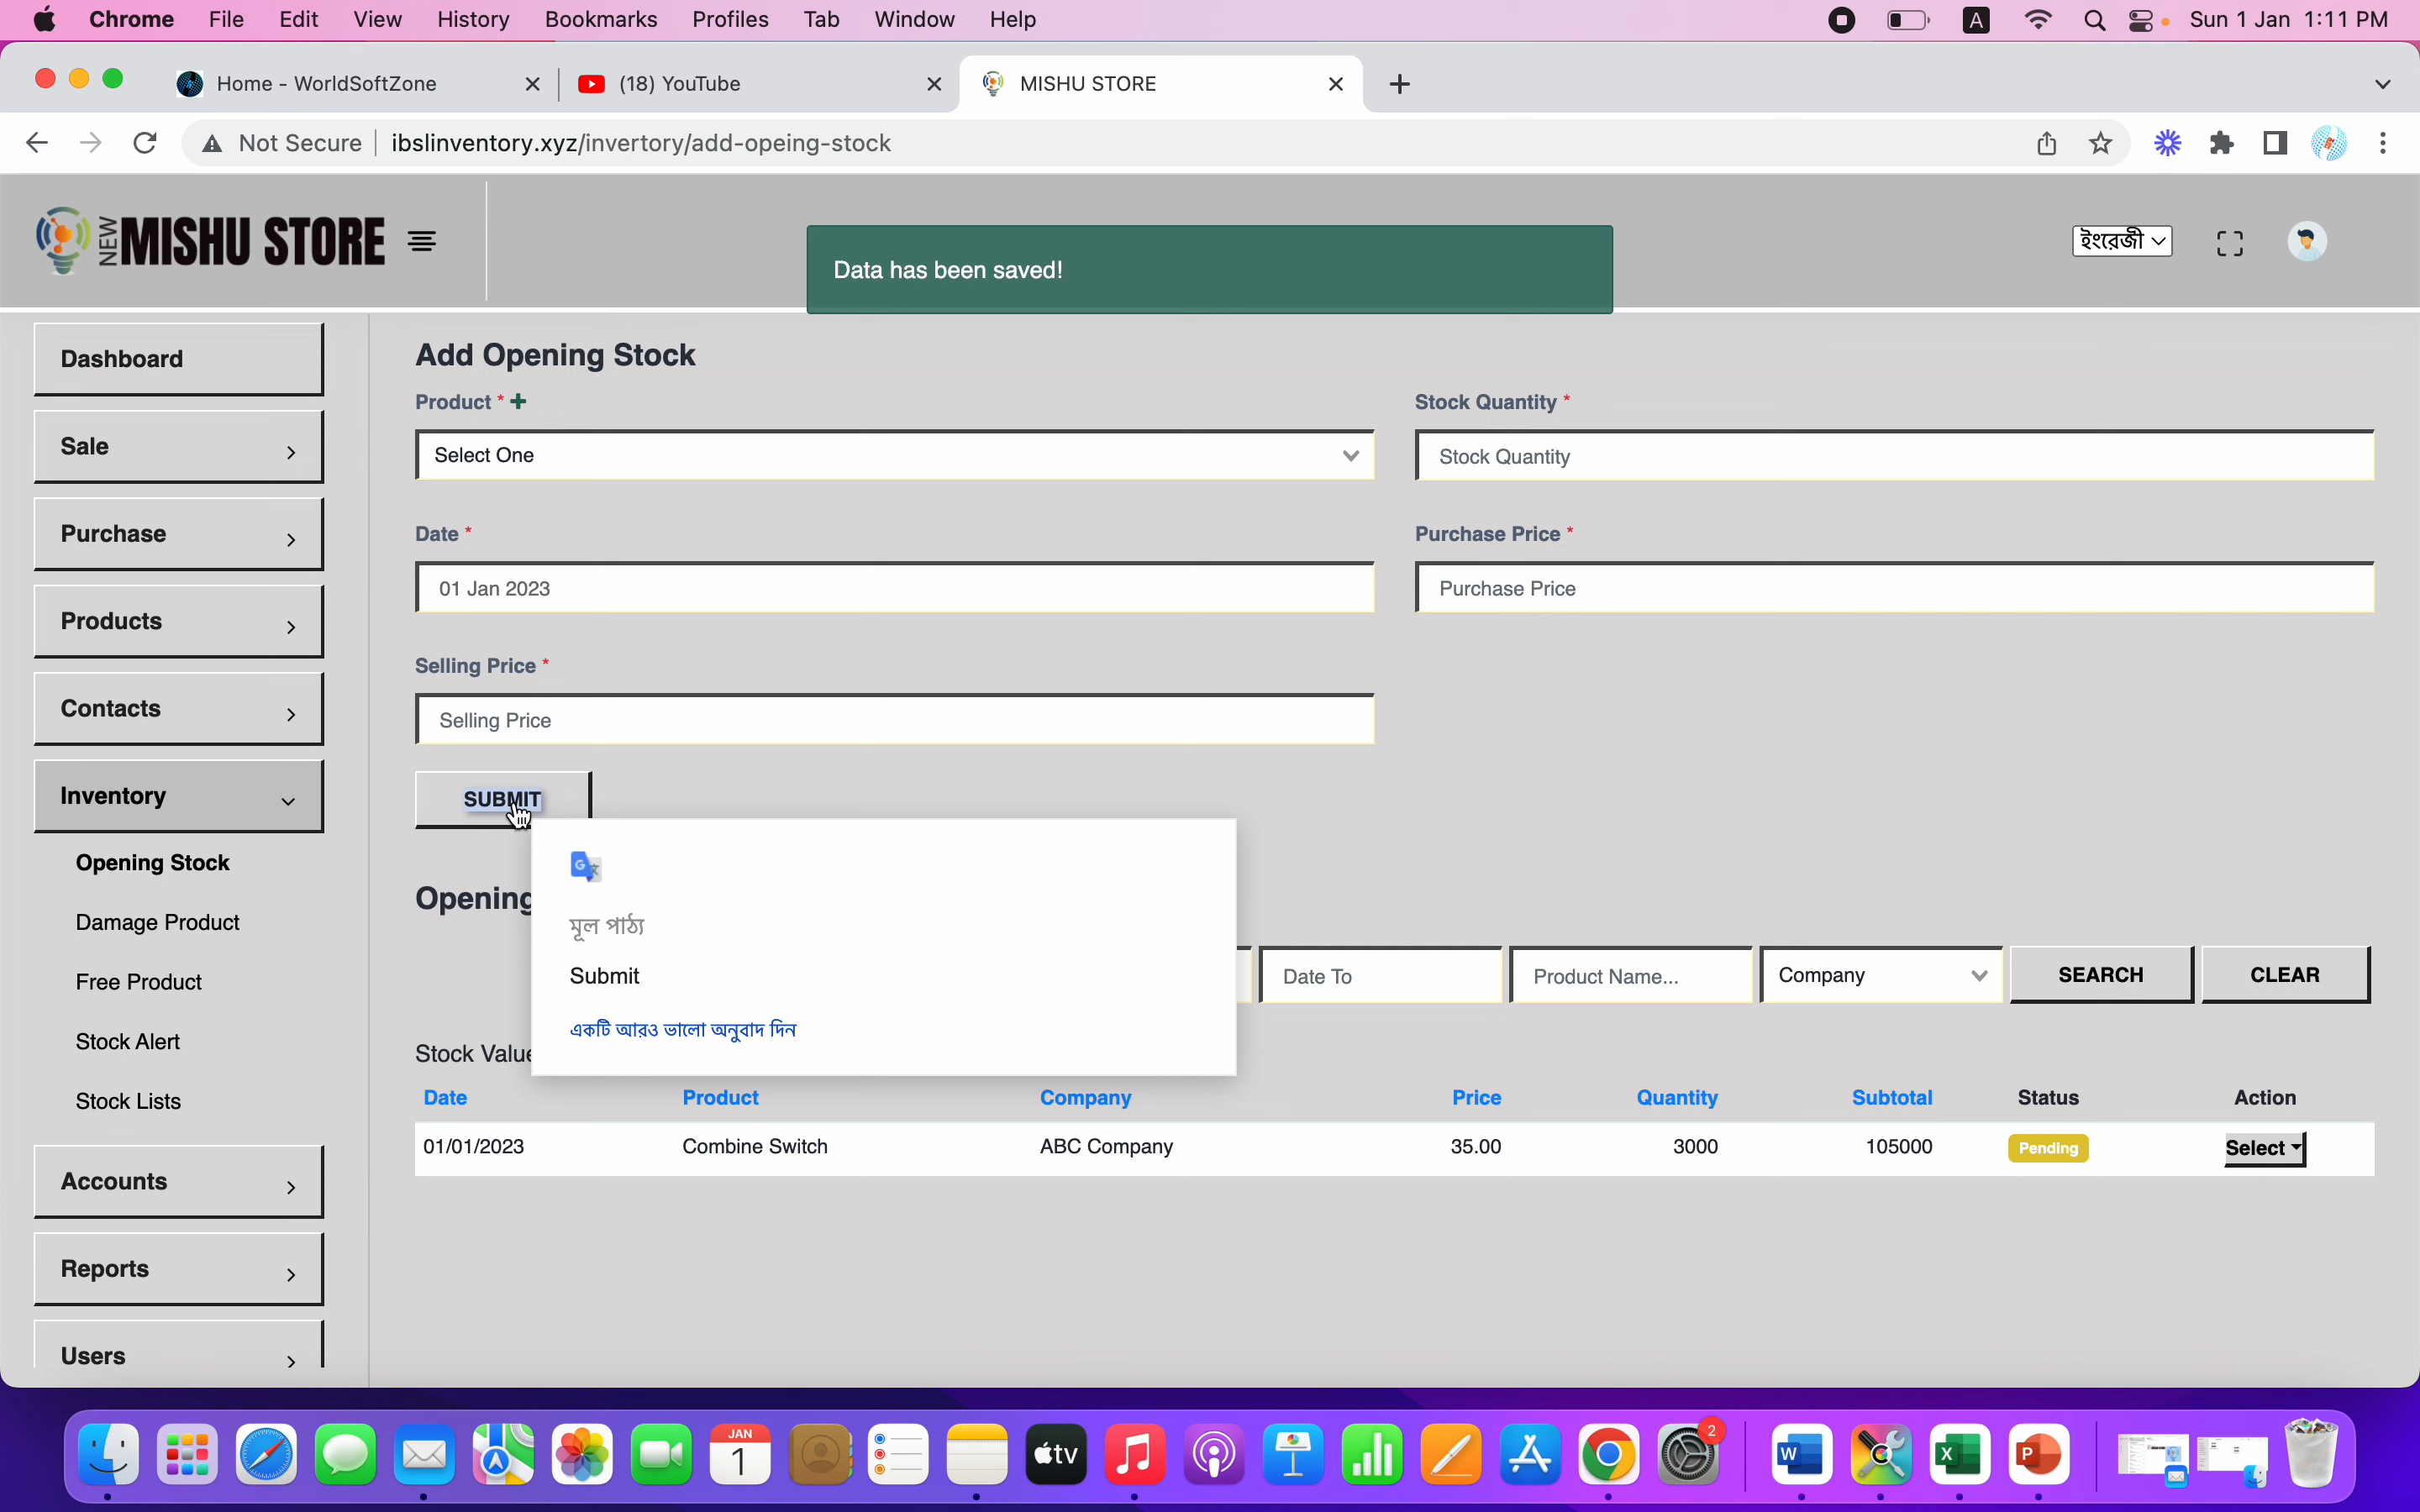 Chrome File Edit View History Bookmarks Profiles Tab Window Help A Sun 1 Jan 1:11 PM
Home - WorldSoftZone (18) YouTube MISHU STORE
Not Secure ibslinventory.xyz/invertory/add-opeing-stock
NEW MISHU STORE
Data has been saved!
ইংরেজী
Dashboard
Sale
Purchase
Products
Contacts
Inventory
Opening Stock
Damage Product
Free Product
Stock Alert
Stock Lists
Accounts
Reports
Users
Add Opening Stock
Product * Stock Quantity *
Select One Stock Quantity
Date * Purchase Price *
01 Jan 2023 Purchase Price
Selling Price *
Selling Price
SUBMIT
Opening
মূল পাঠ্য
Submit
একটি আরও ভালো অনুবাদ দিন
Date To Product Name... Company SEARCH CLEAR
Stock Value
Date Product Company Price Quantity Subtotal Status Action
01/01/2023 Combine Switch ABC Company 35.00 3000 105000 Pending Select
JAN
1
tv
2
W
X
P